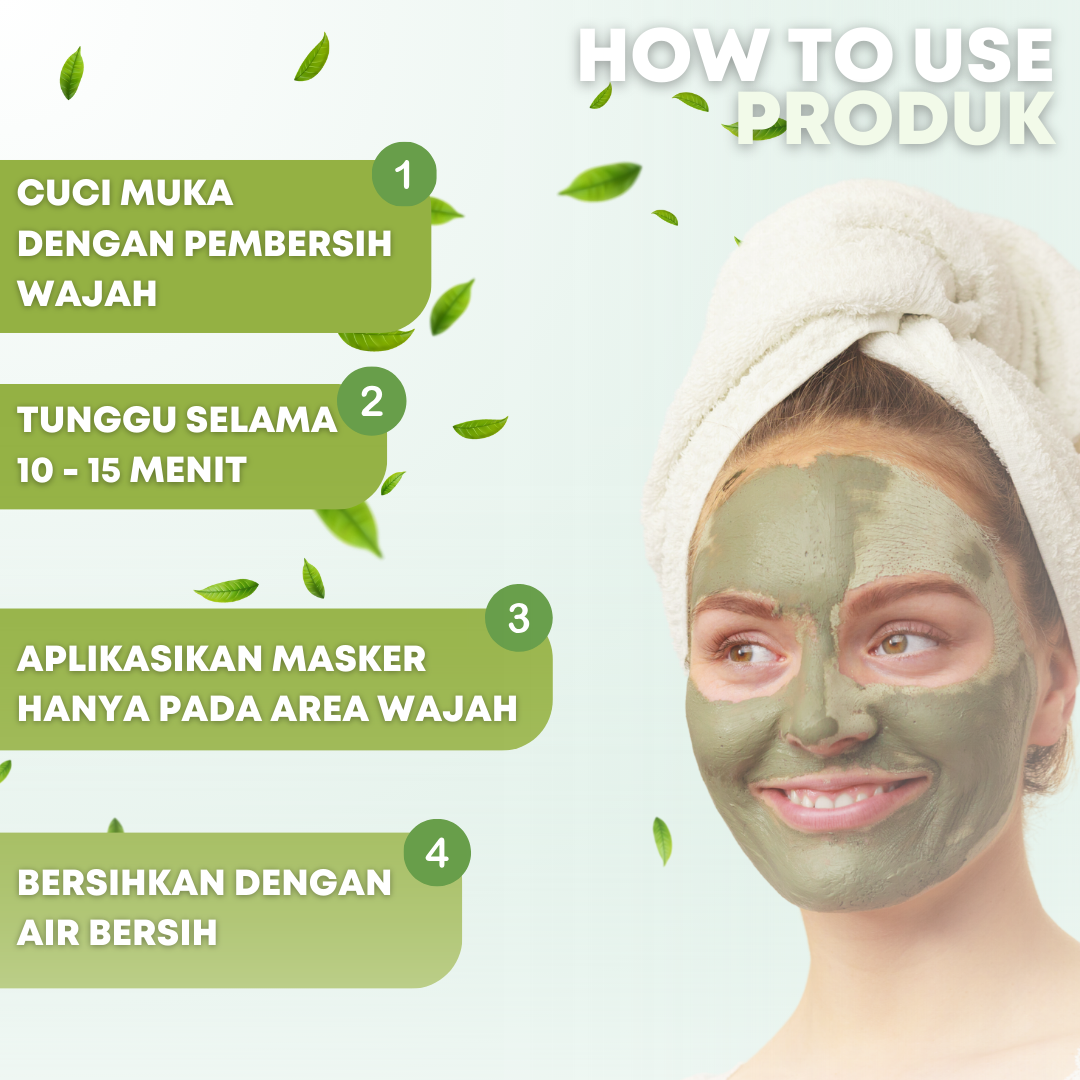 HOW TO USE
PRODUK
1
CUCI MUKA
DENGAN PEMBERSIH
WAJAH
2
TUNGGU SELAMA
10 - 15 MENIT
3
APLIKASIKAN MASKER
HANYA PADA AREA WAJAH
4
BERSIHKAN DENGAN
AIR BERSIH